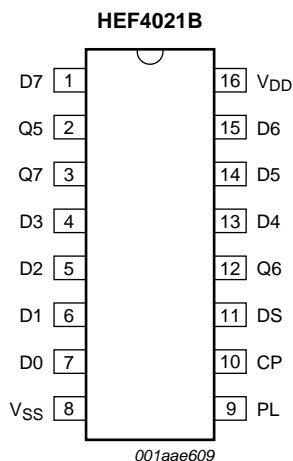 HEF4021B
D7 1 16 VDD
Q5 2 15 D6
Q7 3 14 D5
D3 4 13 D4
D2 5 12 Q6
D1 6 11 DS
D0 7 10 CP
VSS 8 9 PL
001aae609